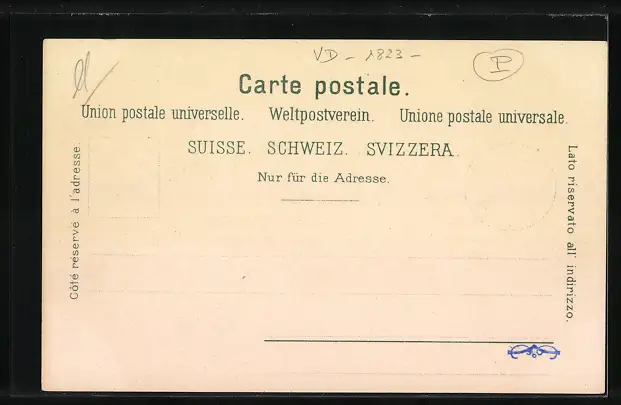 VD - 1823 -
P
Carte postale.
Union postale universelle. Weltpostverein. Unione postale universale.
SUISSE. SCHWEIZ. SVIZZERA.
Nur für die Adresse.
Côté réservé à l'adresse.
Lato riservato all' indirizzo.